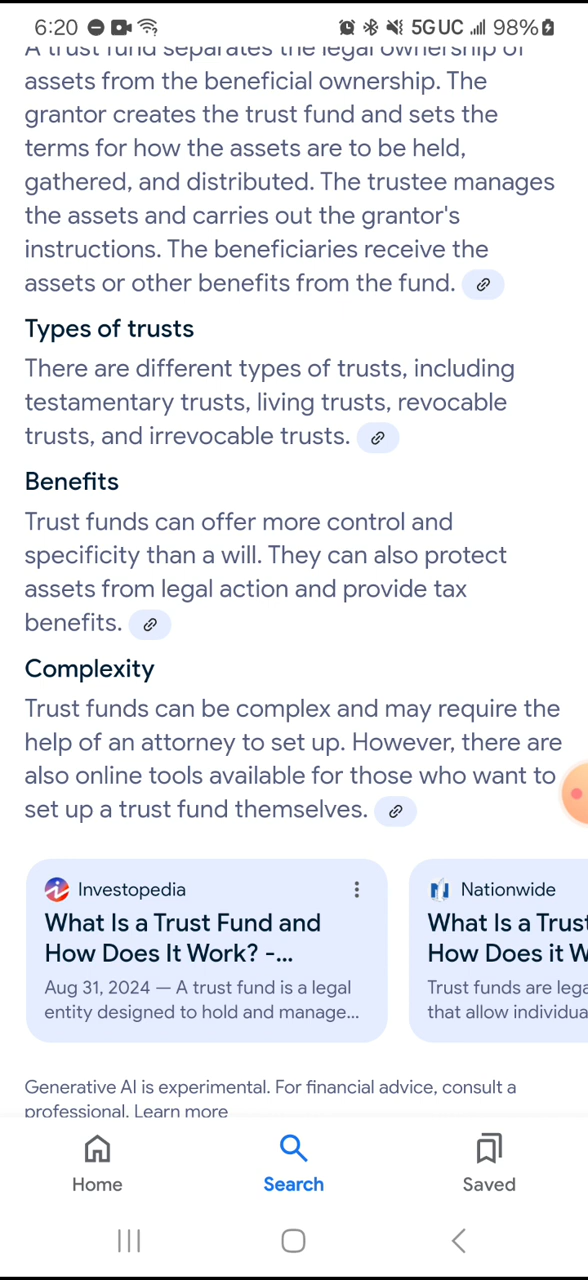 6:20
5G UC
98%
A trust fund separates the legal ownership of
assets from the beneficial ownership. The
grantor creates the trust fund and sets the
terms for how the assets are to be held,
gathered, and distributed. The trustee manages
the assets and carries out the grantor's
instructions. The beneficiaries receive the
assets or other benefits from the fund.
Types of trusts
There are different types of trusts, including
testamentary trusts, living trusts, revocable
trusts, and irrevocable trusts.
Benefits
Trust funds can offer more control and
specificity than a will. They can also protect
assets from legal action and provide tax
benefits.
Complexity
Trust funds can be complex and may require the
help of an attorney to set up. However, there are
also online tools available for those who want to
set up a trust fund themselves.
Investopedia
What Is a Trust Fund and
How Does It Work? -...
Aug 31, 2024 — A trust fund is a legal
entity designed to hold and manage...
Nationwide
What Is a Trust
How Does it W
Trust funds are lega
that allow individua
Generative AI is experimental. For financial advice, consult a
professional. Learn more
Home
Search
Saved